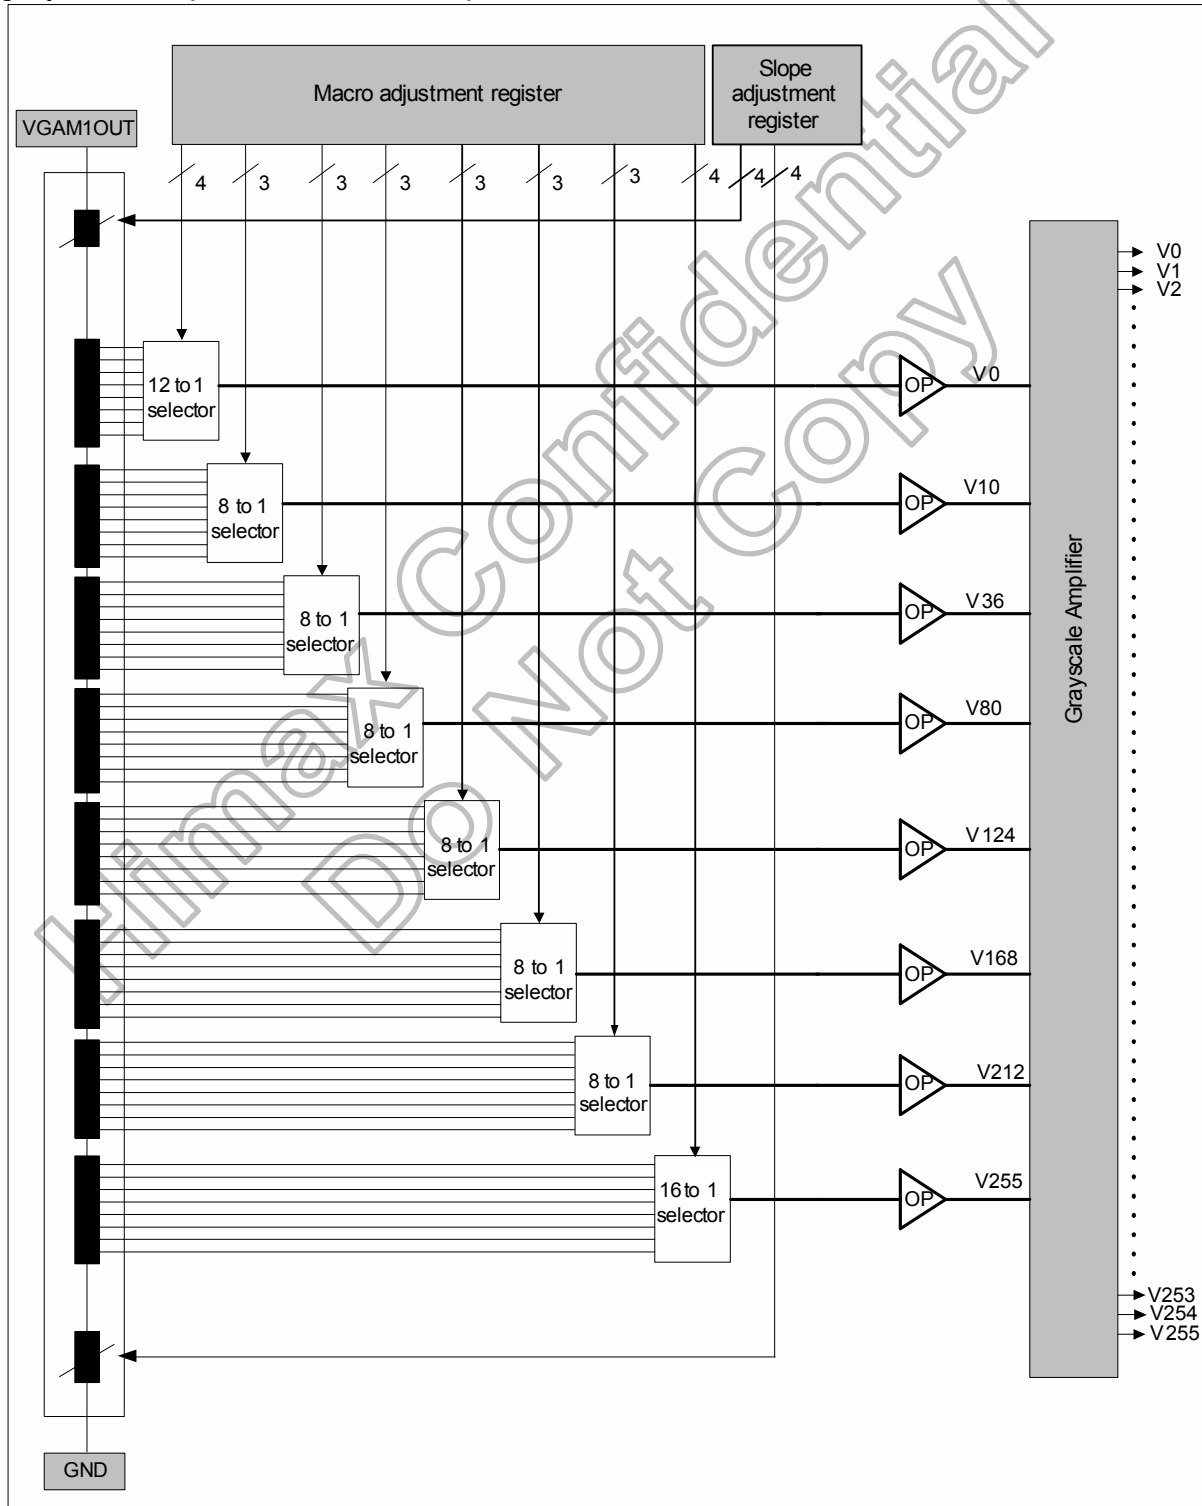 Macro adjustment register
Slope
adjustment
register
VGAM1OUT
4
3
3
3
3
3
3
4
4
4
V0
V1
V2
12 to 1
selector
OP
V0
8 to 1
selector
OP
V10
8 to 1
selector
OP
V36
8 to 1
selector
OP
V80
8 to 1
selector
OP
V124
8 to 1
selector
OP
V168
8 to 1
selector
OP
V212
16 to 1
selector
OP
V255
Grayscale Amplifier
V253
V254
V255
GND
Himax Confidential
Do Not Copy